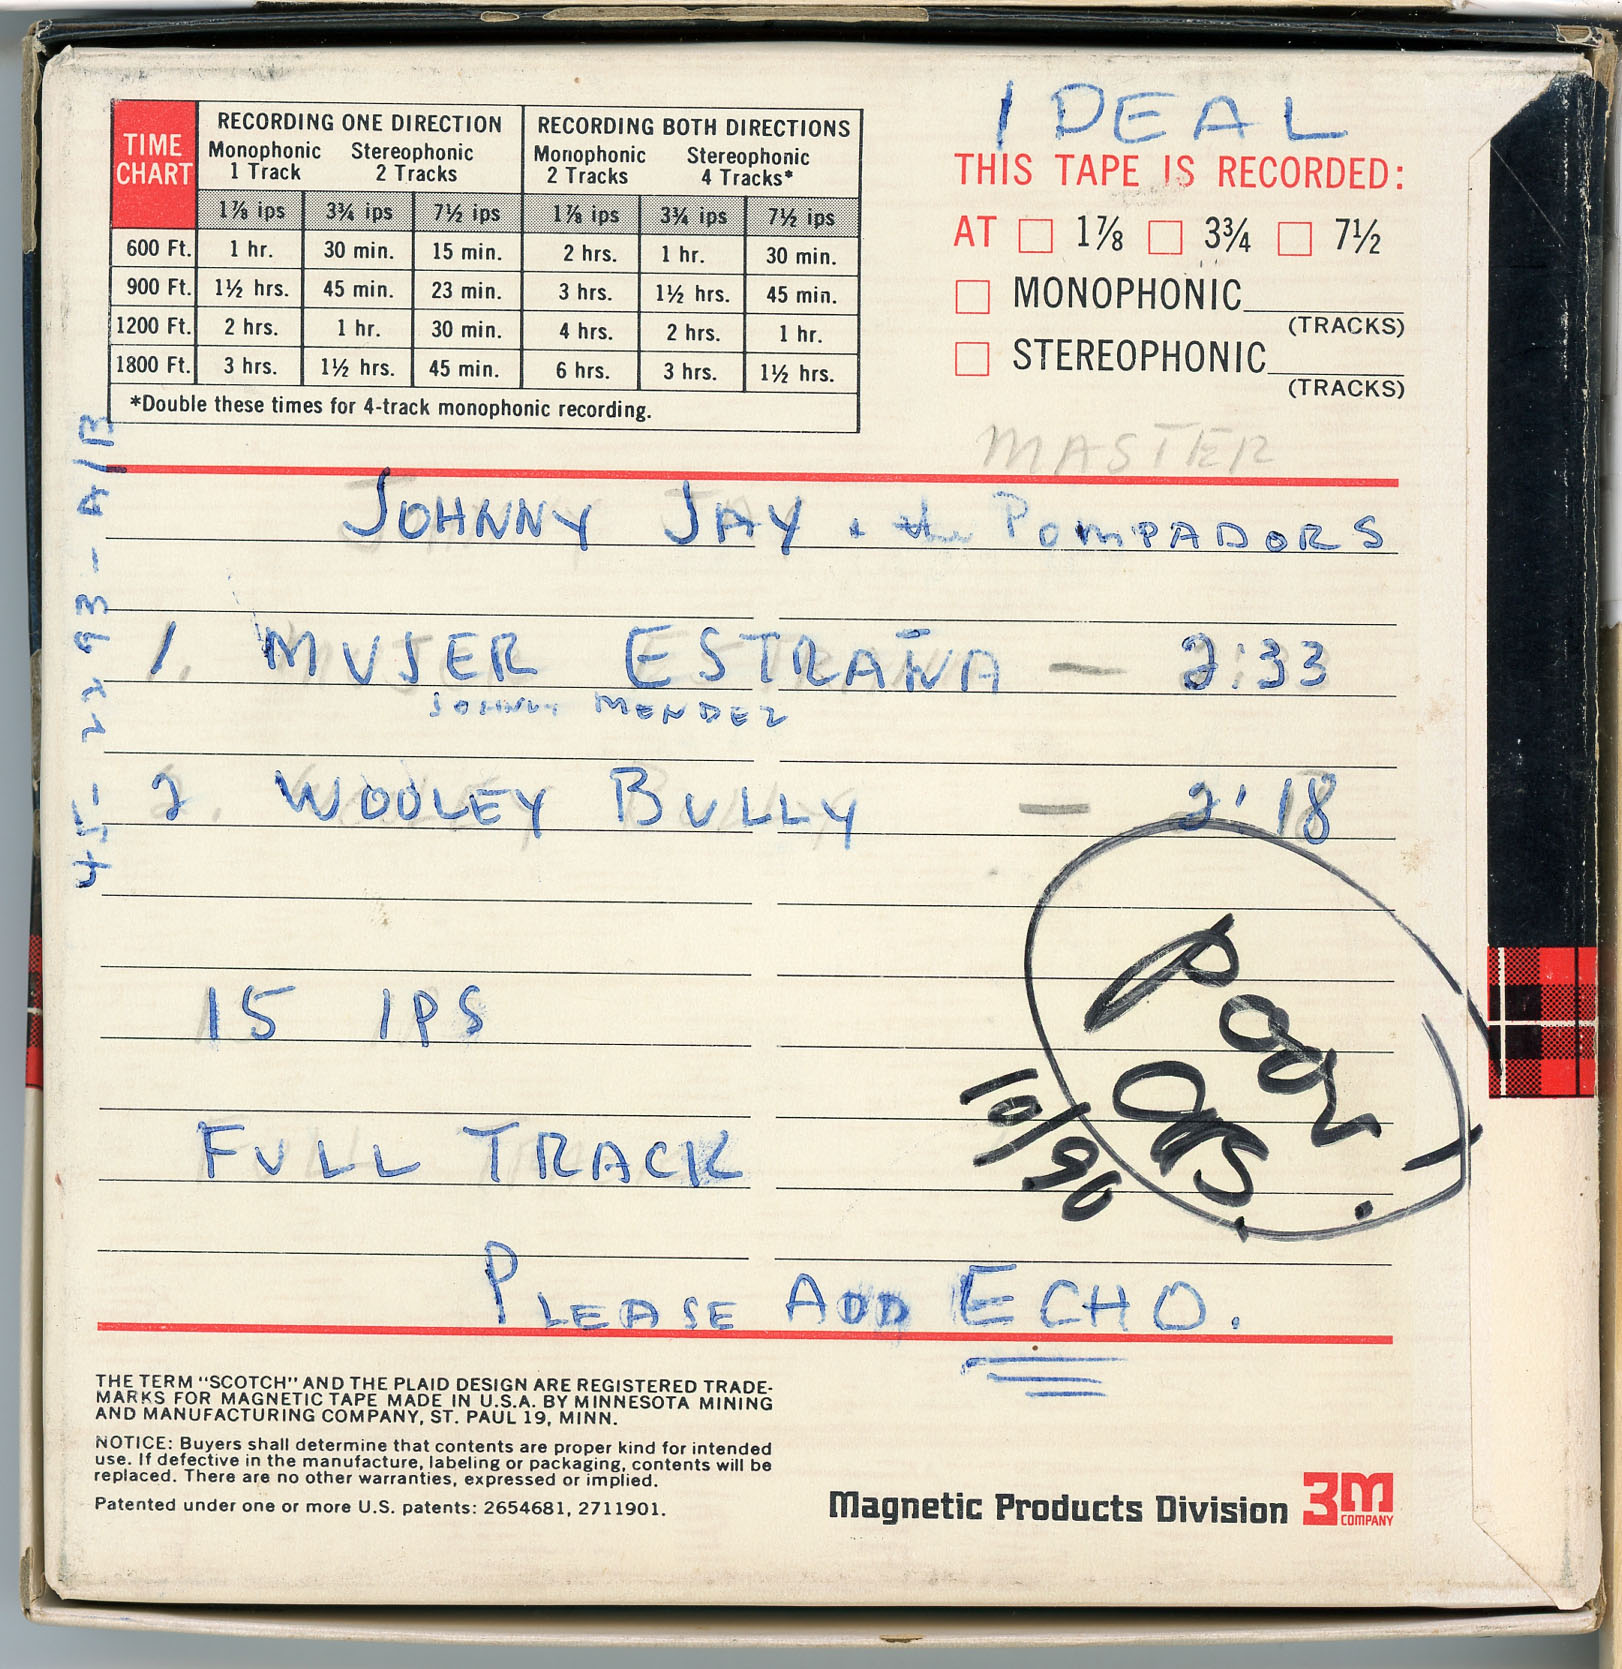 IDEAL
TIME CHART
RECORDING ONE DIRECTION RECORDING BOTH DIRECTIONS
Monophonic 1 Track Stereophonic 2 Tracks Monophonic 2 Tracks Stereophonic 4 Tracks*
1⅞ ips 3¾ ips 7½ ips 1⅞ ips 3¾ ips 7½ ips
600 Ft. 1 hr. 30 min. 15 min. 2 hrs. 1 hr. 30 min.
900 Ft. 1½ hrs. 45 min. 23 min. 3 hrs. 1½ hrs. 45 min.
1200 Ft. 2 hrs. 1 hr. 30 min. 4 hrs. 2 hrs. 1 hr.
1800 Ft. 3 hrs. 1½ hrs. 45 min. 6 hrs. 3 hrs. 1½ hrs.
*Double these times for 4-track monophonic recording.
THIS TAPE IS RECORDED:
AT 1⅞ 3¾ 7½
MONOPHONIC
(TRACKS)
STEREOPHONIC
(TRACKS)
MASTER
45-2293-A/B
JOHNNY JAY & the POMPADORS
1. MUJER ESTRAÑA — 2:33
JOHNNY MENDEZ
2 WOOLEY BULLY — 2:18
15 IPS
FULL TRACK
10/90
PLEASE ADD ECHO.
THE TERM "SCOTCH" AND THE PLAID DESIGN ARE REGISTERED TRADE-
MARKS FOR MAGNETIC TAPE MADE IN U.S.A. BY MINNESOTA MINING
AND MANUFACTURING COMPANY, ST. PAUL 19, MINN.
NOTICE: Buyers shall determine that contents are proper kind for intended
use. If defective in the manufacture, labeling or packaging, contents will be
replaced. There are no other warranties, expressed or implied.
Patented under one or more U.S. patents: 2654681, 2711901.
Magnetic Products Division 3M COMPANY